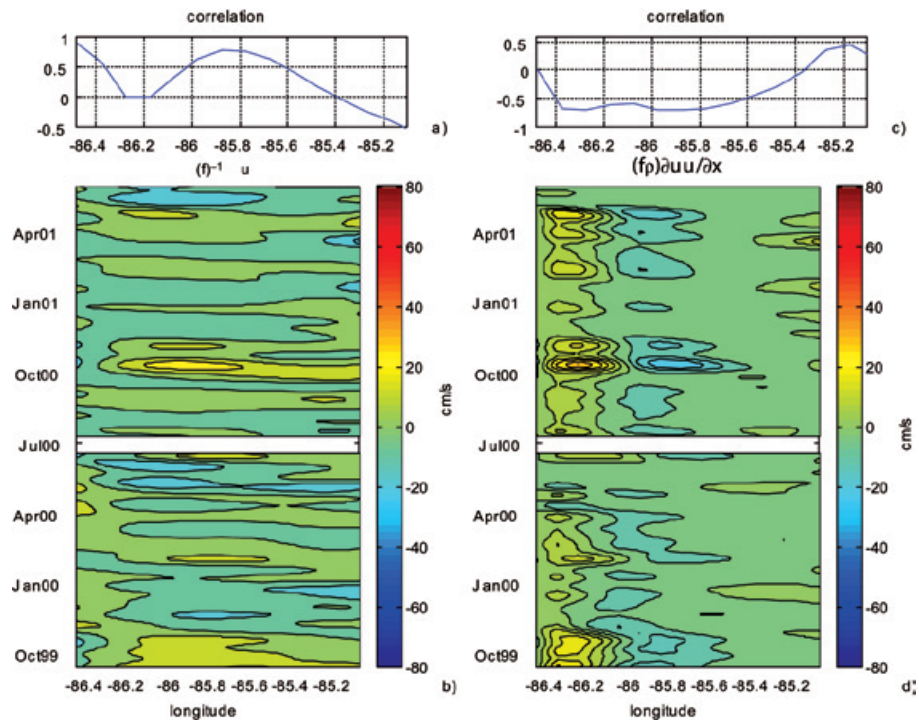 correlation
1
0.5
0
-0.5
-86.4 -86.2 -86 -85.8 -85.6 -85.4 -85.2
a)
correlation
0.5
0
-0.5
-1
-86.4 -86.2 -86 -85.8 -85.6 -85.4 -85.2
c)
(f)⁻¹ u
Apr01
Jan01
Oct00
Jul00
Apr00
Jan00
Oct99
80
60
40
20
0
-20
-40
-60
-80
cm/s
-86.4 -86.2 -86 -85.8 -85.6 -85.4 -85.2
longitude
b)
(fρ)∂uu/∂x
Apr01
Jan01
Oct00
Jul00
Apr00
Jan00
Oct99
80
60
40
20
0
-20
-40
-60
-80
cm/s
-86.4 -86.2 -86 -85.8 -85.6 -85.4 -85.2
longitude